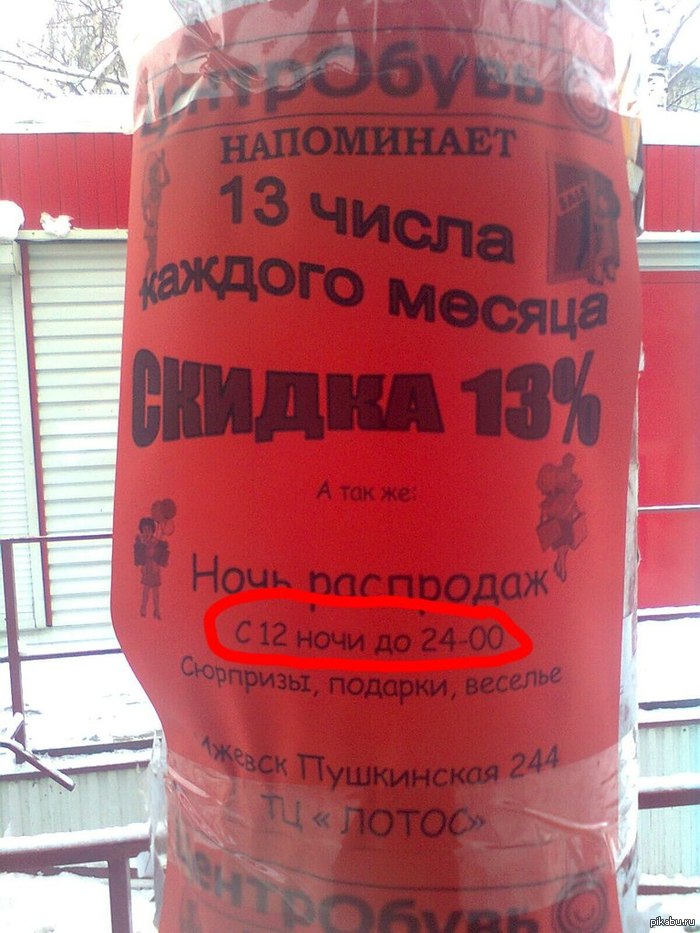 ЦентрОбувь
НАПОМИНАЕТ
13 числа
каждого мѳсяца
СКИДКА 13%
А так же:
Ночь распродаж
С 12 ночи до 24-00
Сюрпризы, подарки, веселье
Ижевск Пушкинская 244
ТЦ « ЛОТОС»
ЦентрОбувь
pikabu.ru